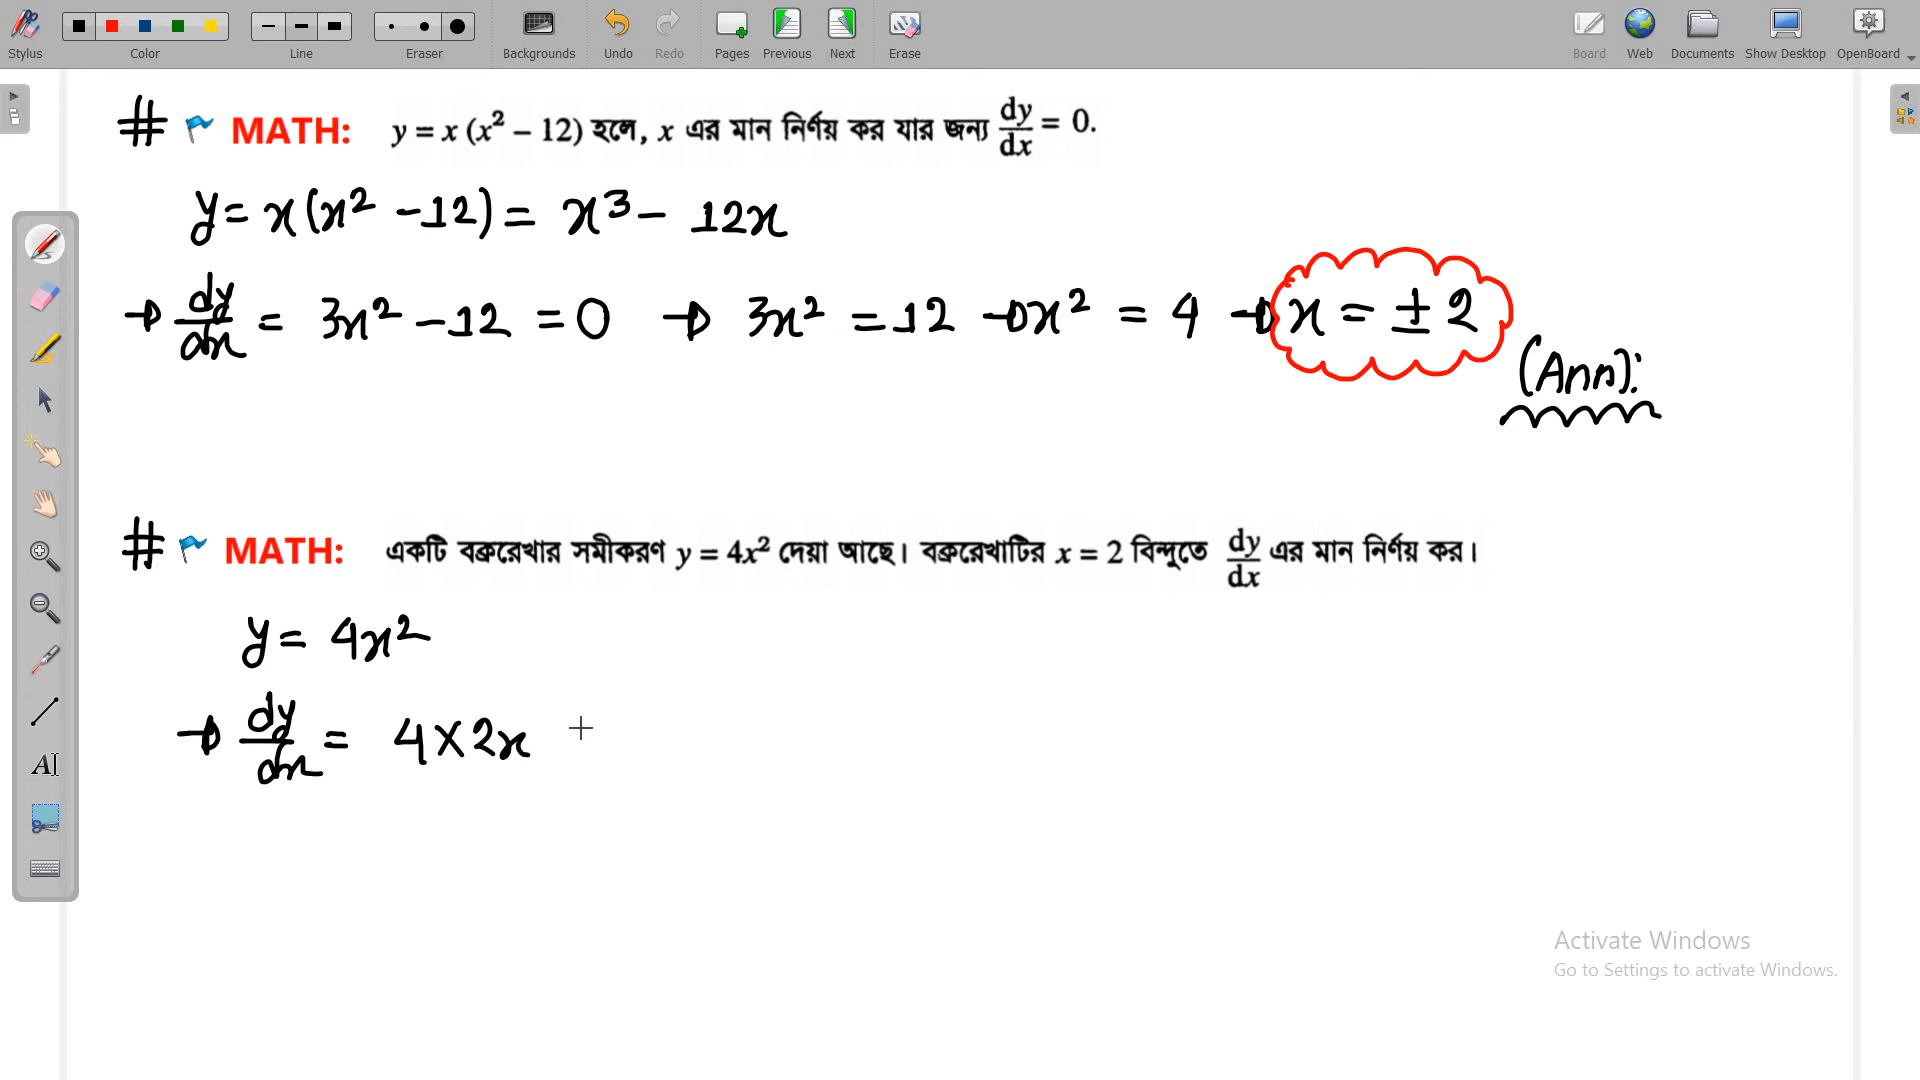 Stylus Color Line Eraser Backgrounds Undo Redo Pages Previous Next Erase Board Web Documents Show Desktop OpenBoard
# MATH: y = x (x² – 12) হলে, x এর মান নির্ণয় কর যার জন্য dy/dx = 0.
y = x(x² - 12) = x³ - 12x
→ dy/dx = 3x² - 12 = 0 → 3x² = 12 → x² = 4 → x = ± 2
(Ans):
# MATH: একটি বক্ররেখার সমীকরণ y = 4x² দেয়া আছে। বক্ররেখাটির x = 2 বিন্দুতে dy/dx এর মান নির্ণয় কর।
y = 4x²
→ dy/dx = 4 × 2x
AI
Activate Windows
Go to Settings to activate Windows.